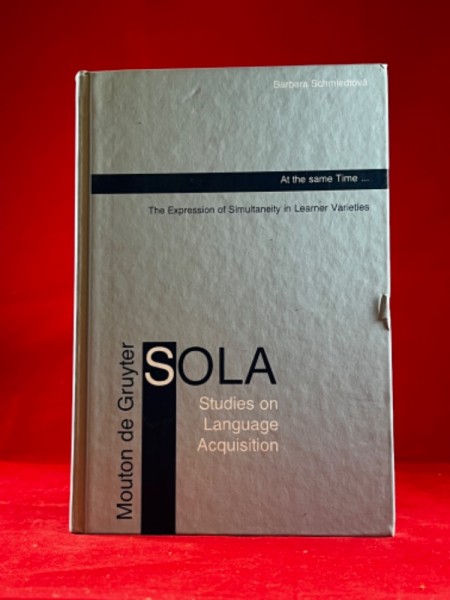 Barbara Schmiedtová
At the same Time ...
The Expression of Simultaneity in Learner Varieties
Mouton de Gruyter
SOLA
Studies on
Language
Acquisition